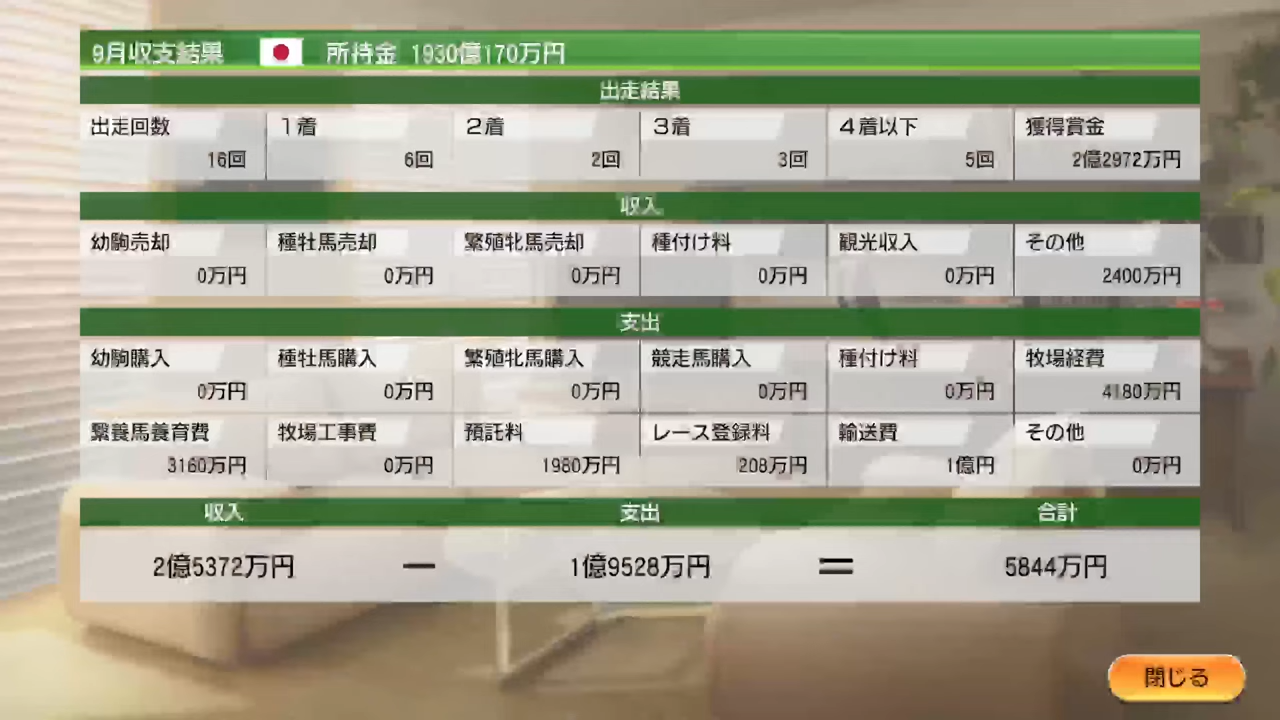 9月収支結果 所持金 1930億170万円
出走結果
出走回数 1着 2着 3着 4着以下 獲得賞金
16回 6回 2回 3回 5回 2億2972万円
収入
幼駒売却 種牡馬売却 繁殖牝馬売却 種付け料 観光収入 その他
0万円 0万円 0万円 0万円 0万円 2400万円
支出
幼駒購入 種牡馬購入 繁殖牝馬購入 競走馬購入 種付け料 牧場経費
0万円 0万円 0万円 0万円 0万円 4180万円
繋養馬養育費 牧場工事費 預託料 レース登録料 輸送費 その他
3160万円 0万円 1980万円 208万円 1億円 0万円
収入 支出 合計
2億5372万円 － 1億9528万円 ＝ 5844万円
閉じる